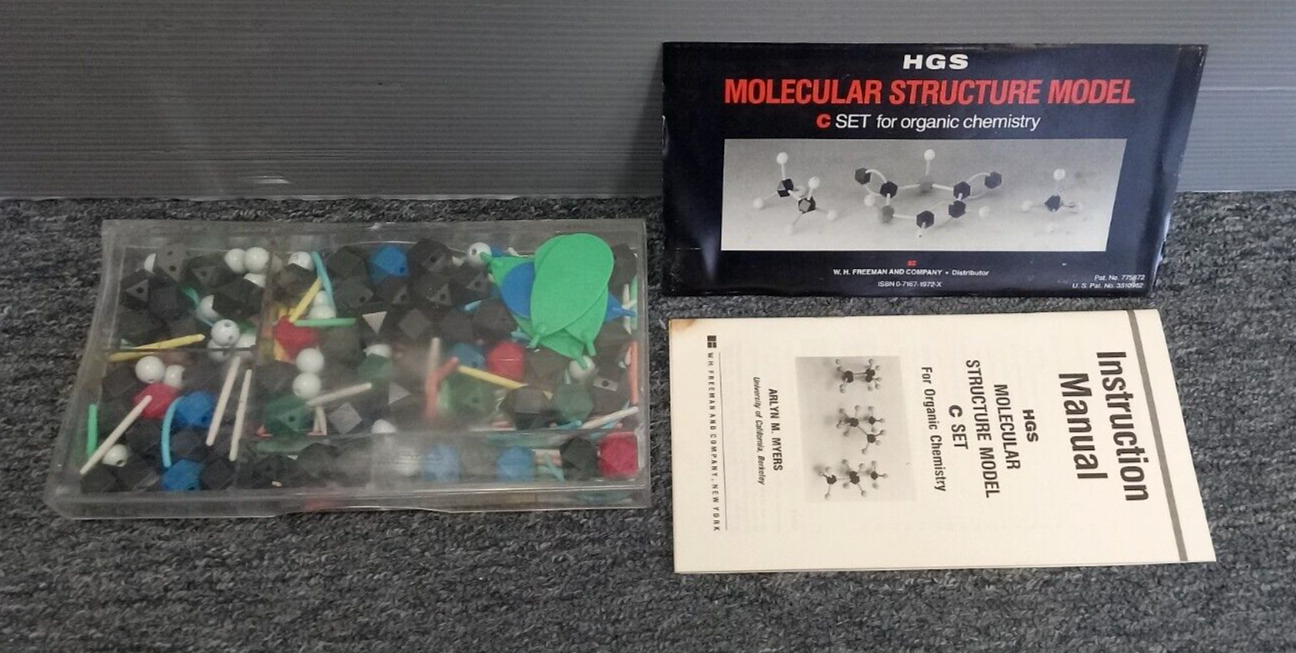 HGS
MOLECULAR STRUCTURE MODEL
C SET for organic chemistry
W. H. FREEMAN AND COMPANY • Distributor
ISBN 0-7167-1972-X
Pat. No. 775872
U. S. Pat. No. 3510962
Instruction
Manual
HGS
MOLECULAR
STRUCTURE MODEL
C SET
For Organic Chemistry
ARLYN M. MYERS
University of California, Berkeley
W. H. FREEMAN AND COMPANY, NEW YORK